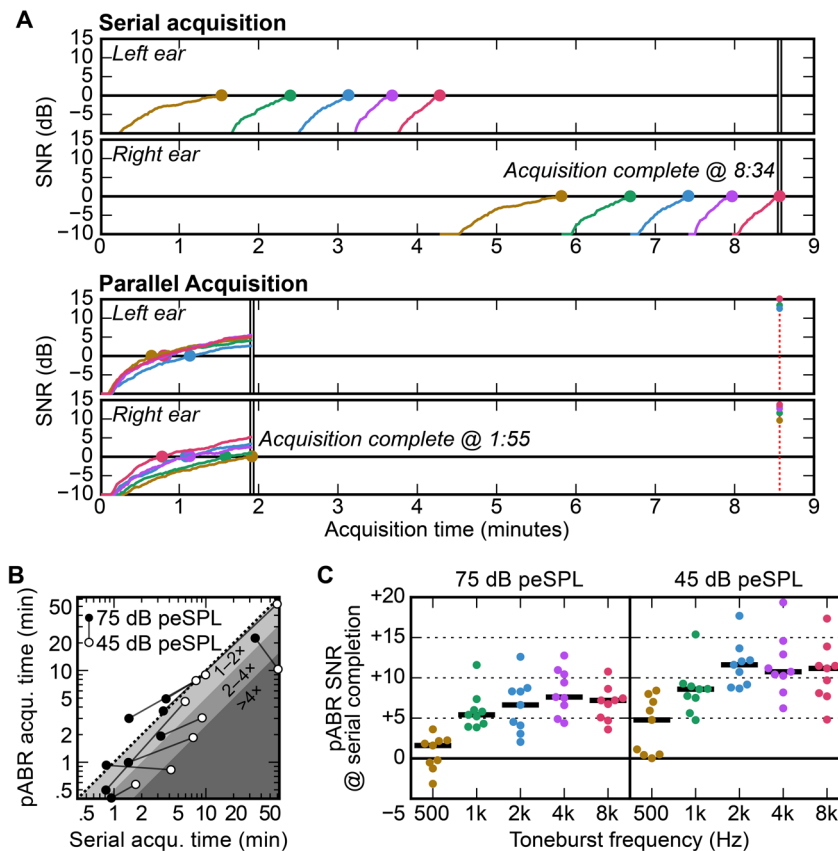 A
Serial acquisition
15
10
5
0
−5
Left ear
SNR (dB)
15
10
5
0
−5
−10
Right ear
Acquisition complete @ 8:34
0 1 2 3 4 5 6 7 8 9
Parallel Acquisition
15
10
5
0
−5
Left ear
SNR (dB)
15
10
5
0
−5
−10
Right ear
Acquisition complete @ 1:55
0 1 2 3 4 5 6 7 8 9
Acquisition time (minutes)
B
pABR acqu. time (min)
50
10
5
1
.5
75 dB peSPL
45 dB peSPL
1–2×
2–4×
>4×
.5 1 5 10 50
Serial acqu. time (min)
C
75 dB peSPL 45 dB peSPL
pABR SNR
@ serial completion
+20
+15
+10
+5
0
−5
500 1k 2k 4k 8k 500 1k 2k 4k 8k
Toneburst frequency (Hz)